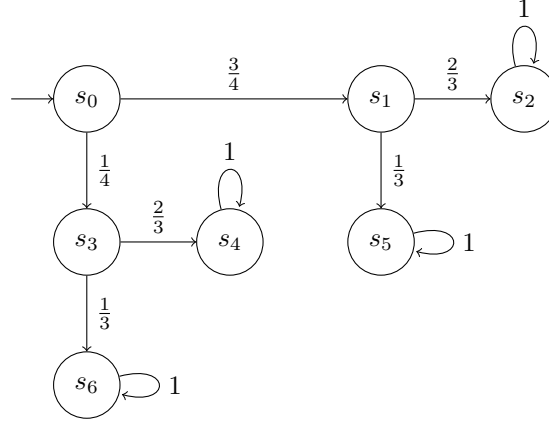 1
3/4
2/3
s₀ s₁ s₂
1/4
1
1/3
2/3
s₃ s₄ s₅ 1
1/3
s₆ 1